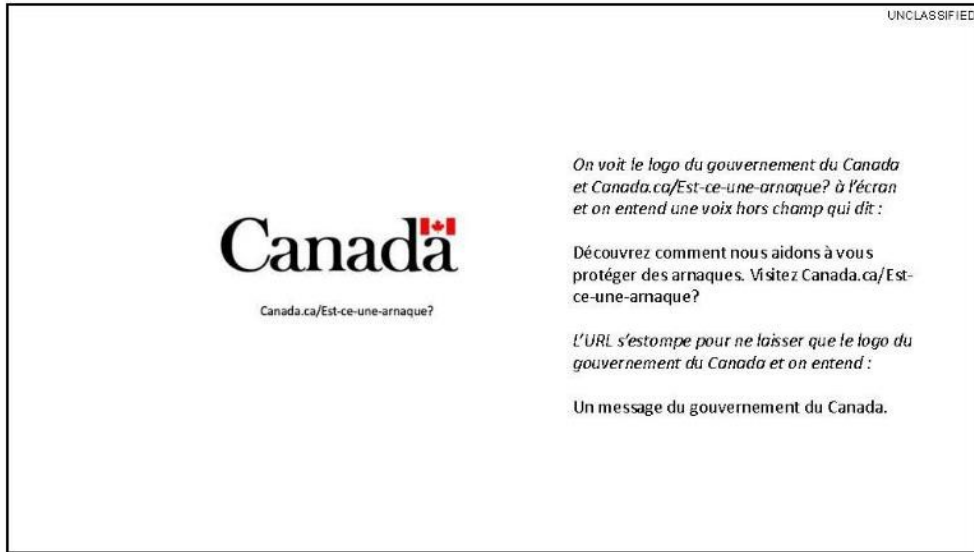 UNCLASSIFIED
Canada
Canada.ca/Est-ce-une-arnaque?
On voit le logo du gouvernement du Canada
et Canada.ca/Est-ce-une-arnaque? à l'écran
et on entend une voix hors champ qui dit :
Découvrez comment nous aidons à vous
protéger des arnaques. Visitez Canada.ca/Est-
ce-une-arnaque?
L'URL s'estompe pour ne laisser que le logo du
gouvernement du Canada et on entend :
Un message du gouvernement du Canada.